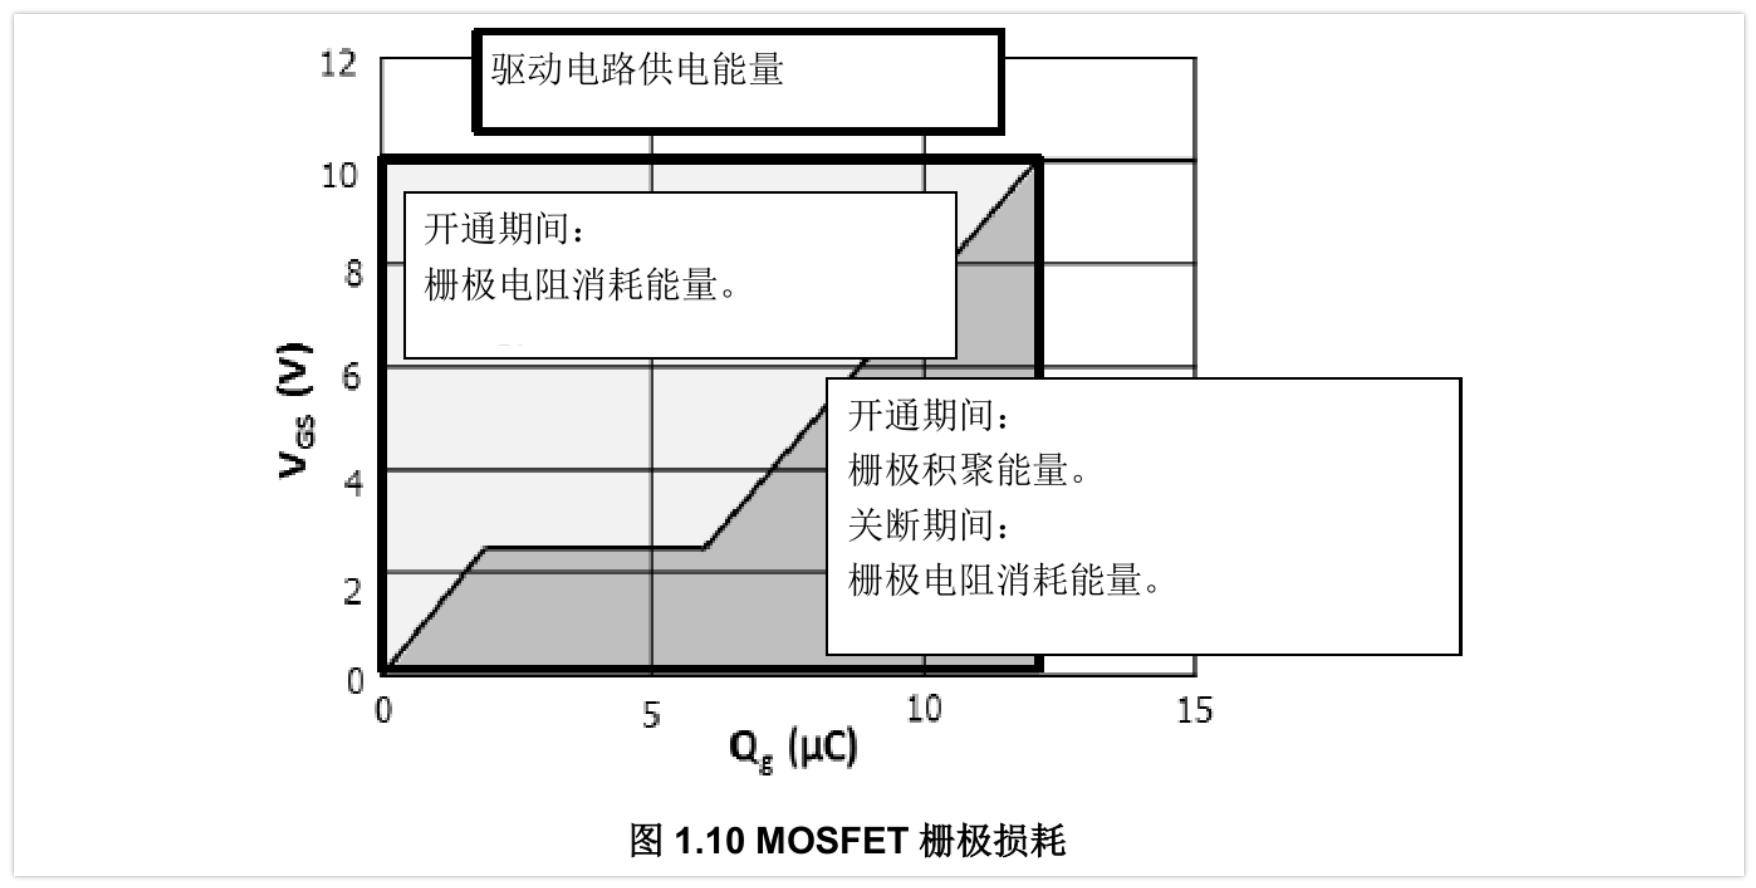 12
驱动电路供电能量
10
开通期间：
栅极电阻消耗能量。
8
6
开通期间：
栅极积聚能量。
关断期间：
栅极电阻消耗能量。
4
2
0
VGS (V)
0
5
10
15
Qg (μC)
图 1.10 MOSFET 栅极损耗